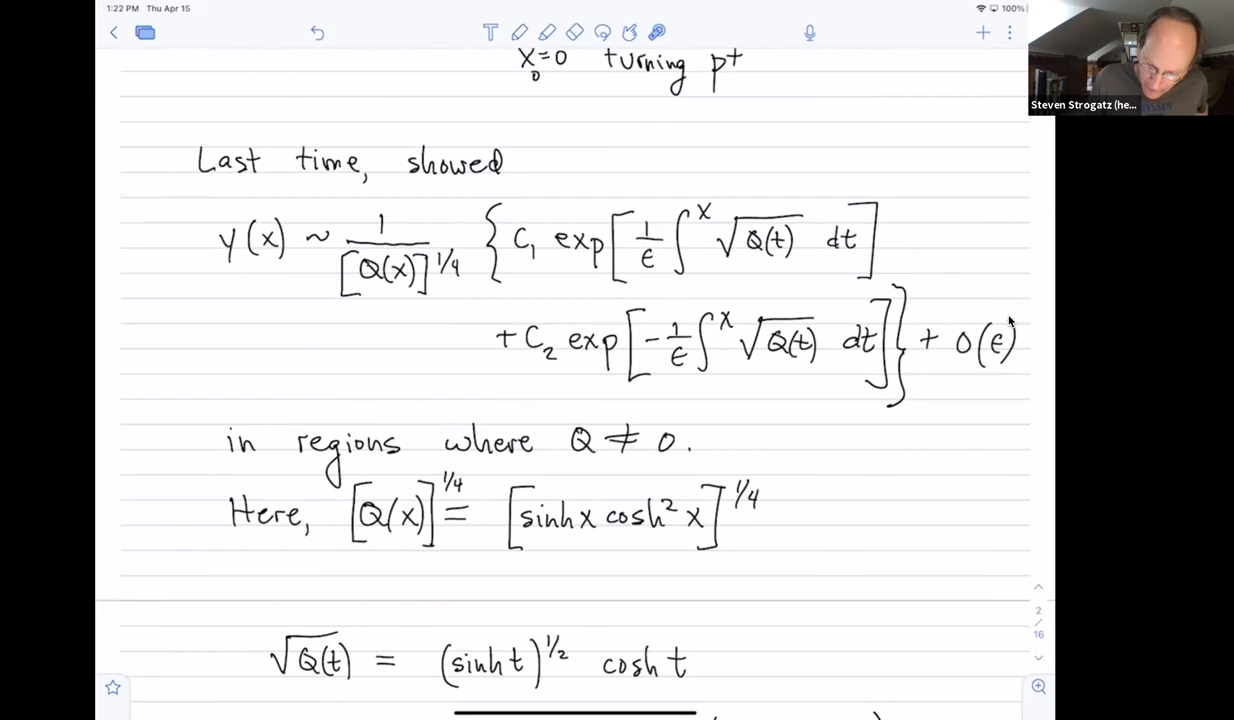 1:22 PM Thu Apr 15
100%
x₀=0 turning pt
Steven Strogatz (he...
Last time, showed
y(x) ~ 1/[Q(x)]^1/4 { C₁ exp[ 1/ε ∫^x √Q(t) dt ]
+ C₂ exp[ -1/ε ∫^x √Q(t) dt ] } + O(ε)
in regions where Q ≠ 0.
Here, [Q(x)]^1/4 = [sinh x cosh² x]^1/4
2
/
16
√Q(t) = (sinh t)^1/2 cosh t